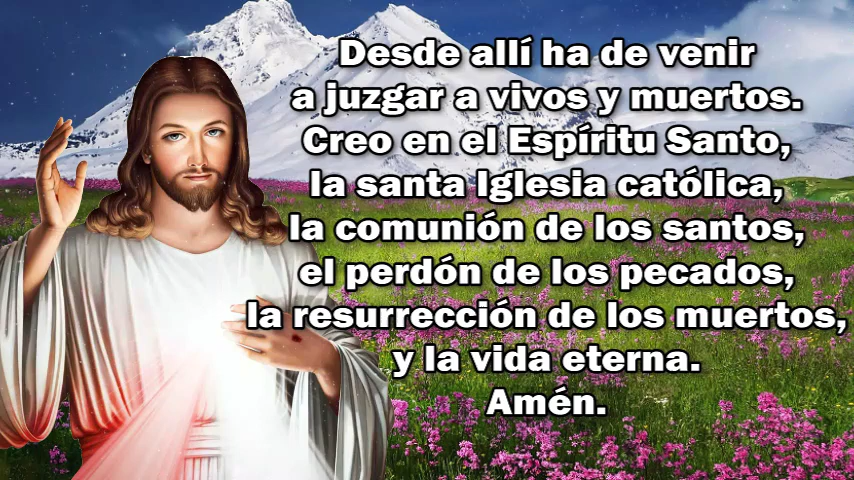 Desde allí ha de venir
a juzgar a vivos y muertos.
Creo en el Espíritu Santo,
la santa Iglesia católica,
la comunión de los santos,
el perdón de los pecados,
la resurrección de los muertos,
y la vida eterna.
Amén.